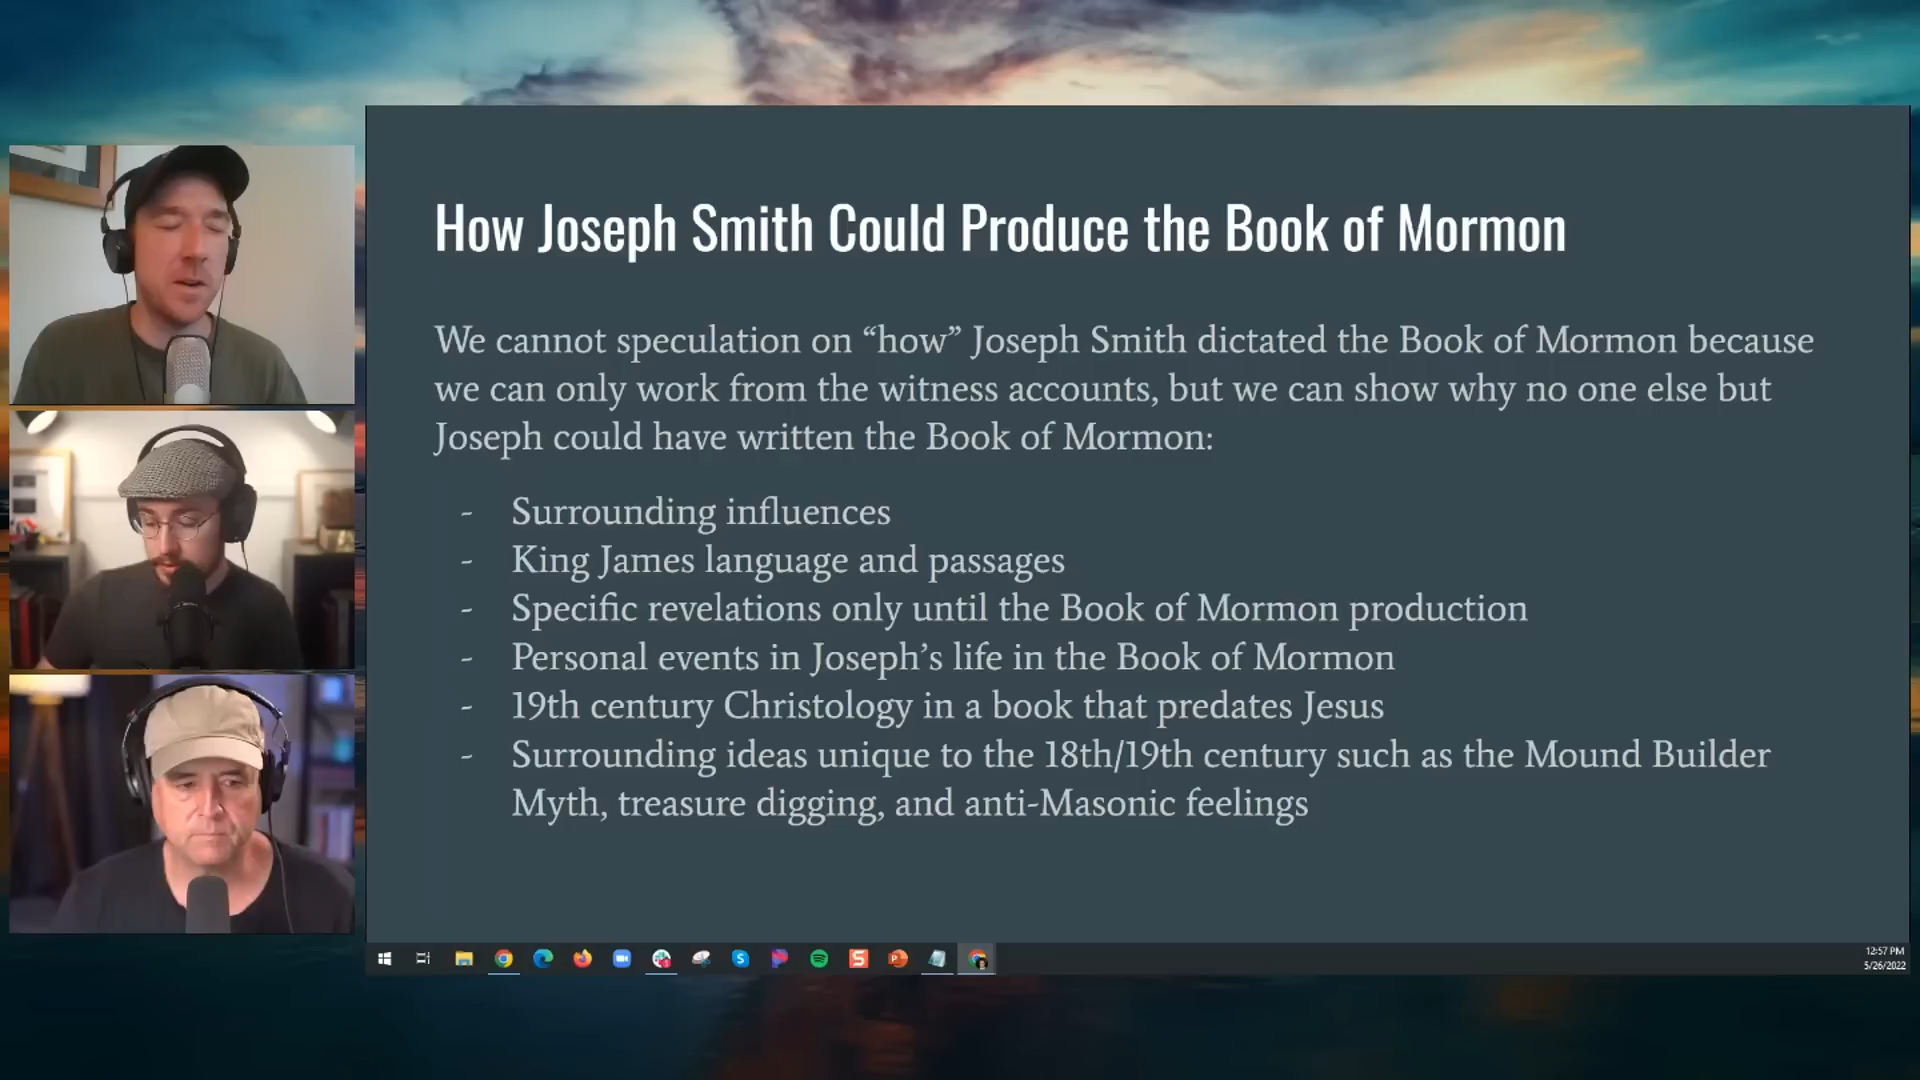 How Joseph Smith Could Produce the Book of Mormon
We cannot speculation on “how” Joseph Smith dictated the Book of Mormon because
we can only work from the witness accounts, but we can show why no one else but
Joseph could have written the Book of Mormon:
- Surrounding influences
- King James language and passages
- Specific revelations only until the Book of Mormon production
- Personal events in Joseph’s life in the Book of Mormon
- 19th century Christology in a book that predates Jesus
- Surrounding ideas unique to the 18th/19th century such as the Mound Builder
Myth, treasure digging, and anti-Masonic feelings
12:57 PM
5/26/2022